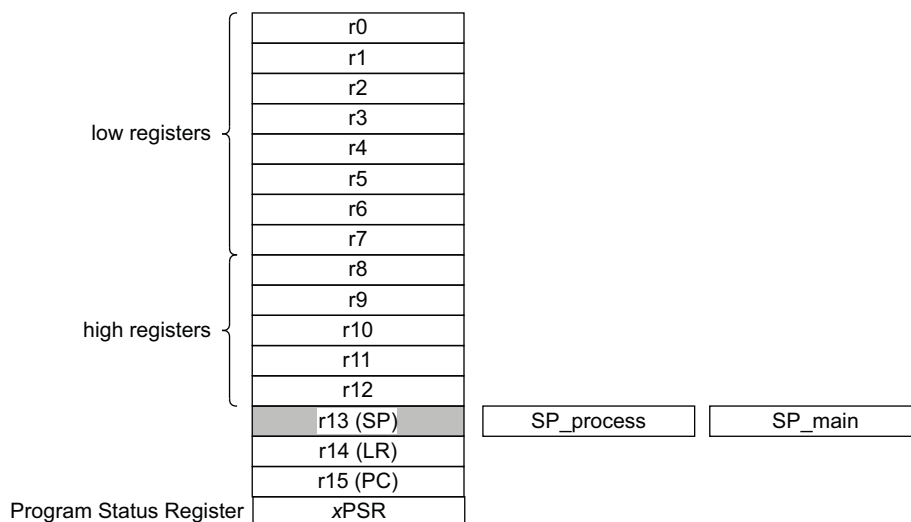 r0
r1
r2
r3
low registers
r4
r5
r6
r7
r8
r9
high registers
r10
r11
r12
r13 (SP)
SP_process
SP_main
r14 (LR)
r15 (PC)
Program Status Register
xPSR